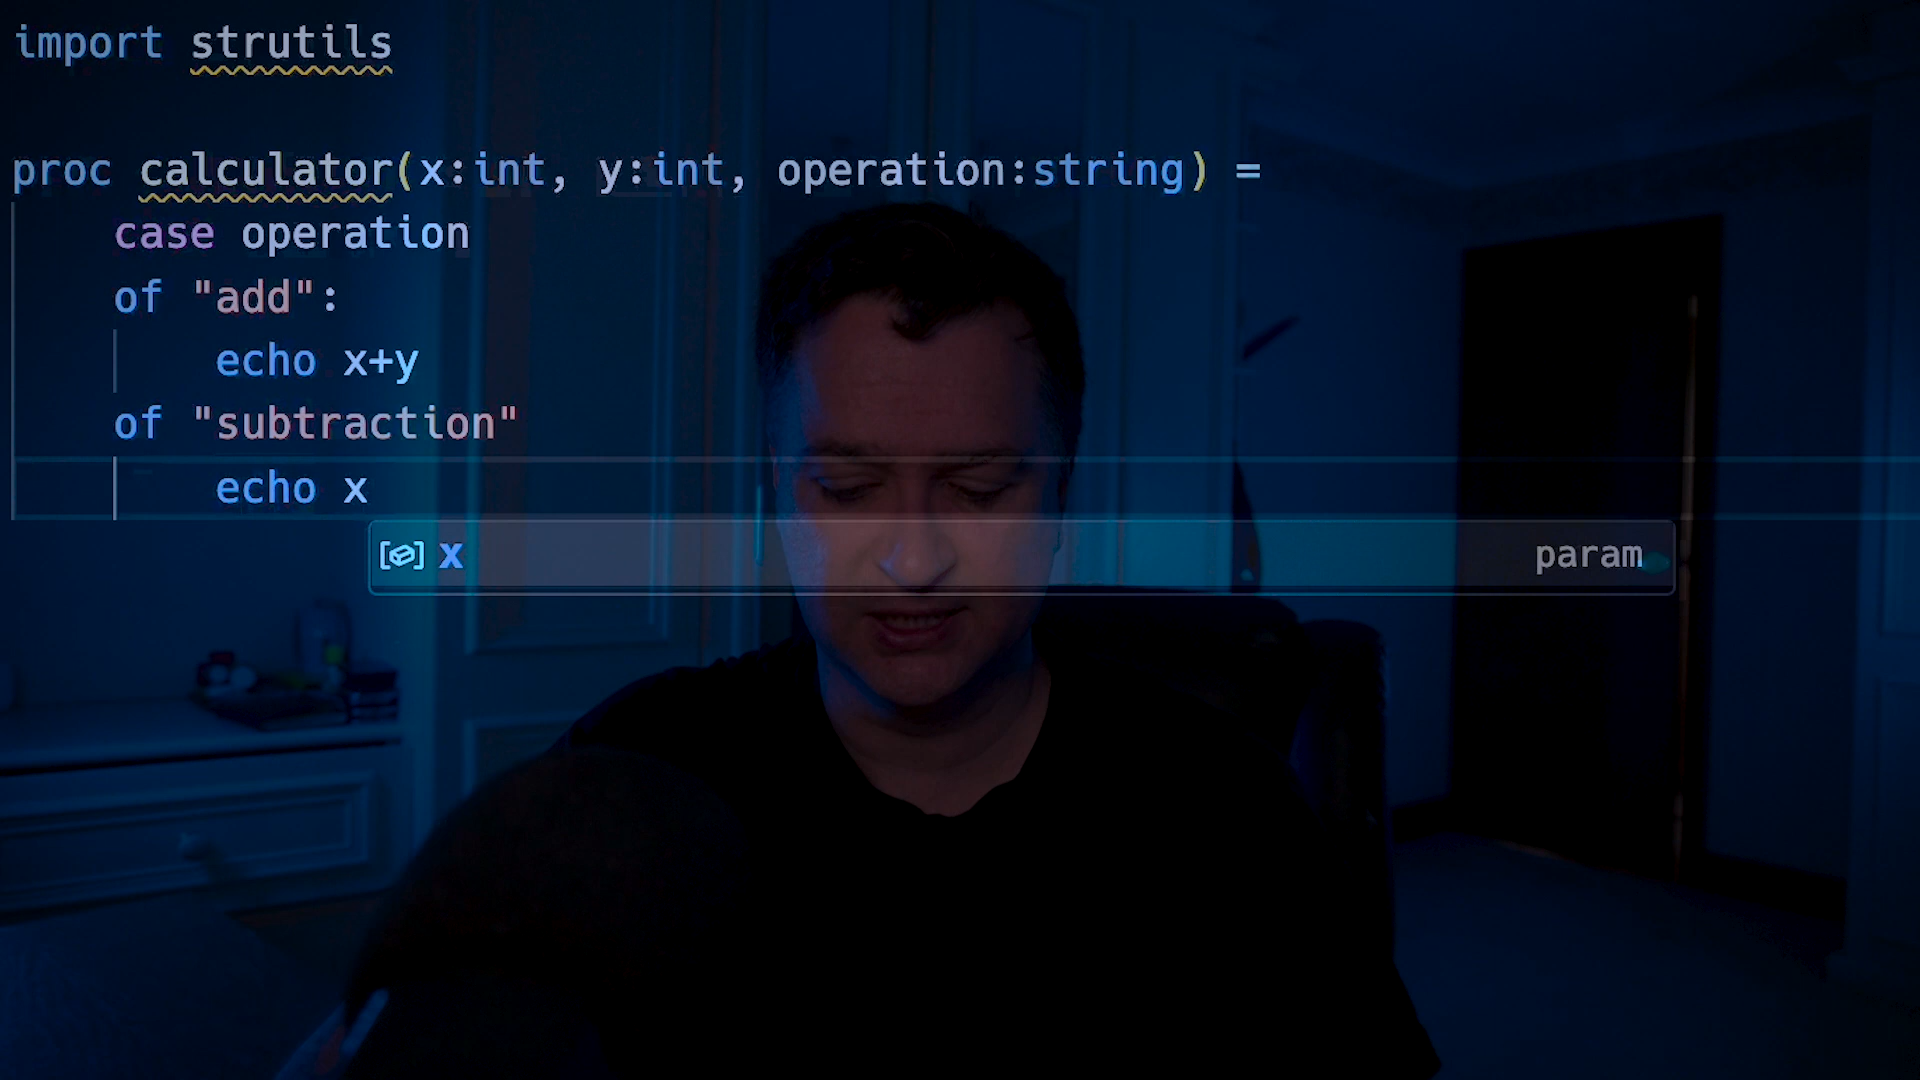 import strutils
proc calculator(x:int, y:int, operation:string) =
case operation
of "add":
echo x+y
of "subtraction"
echo x
x param